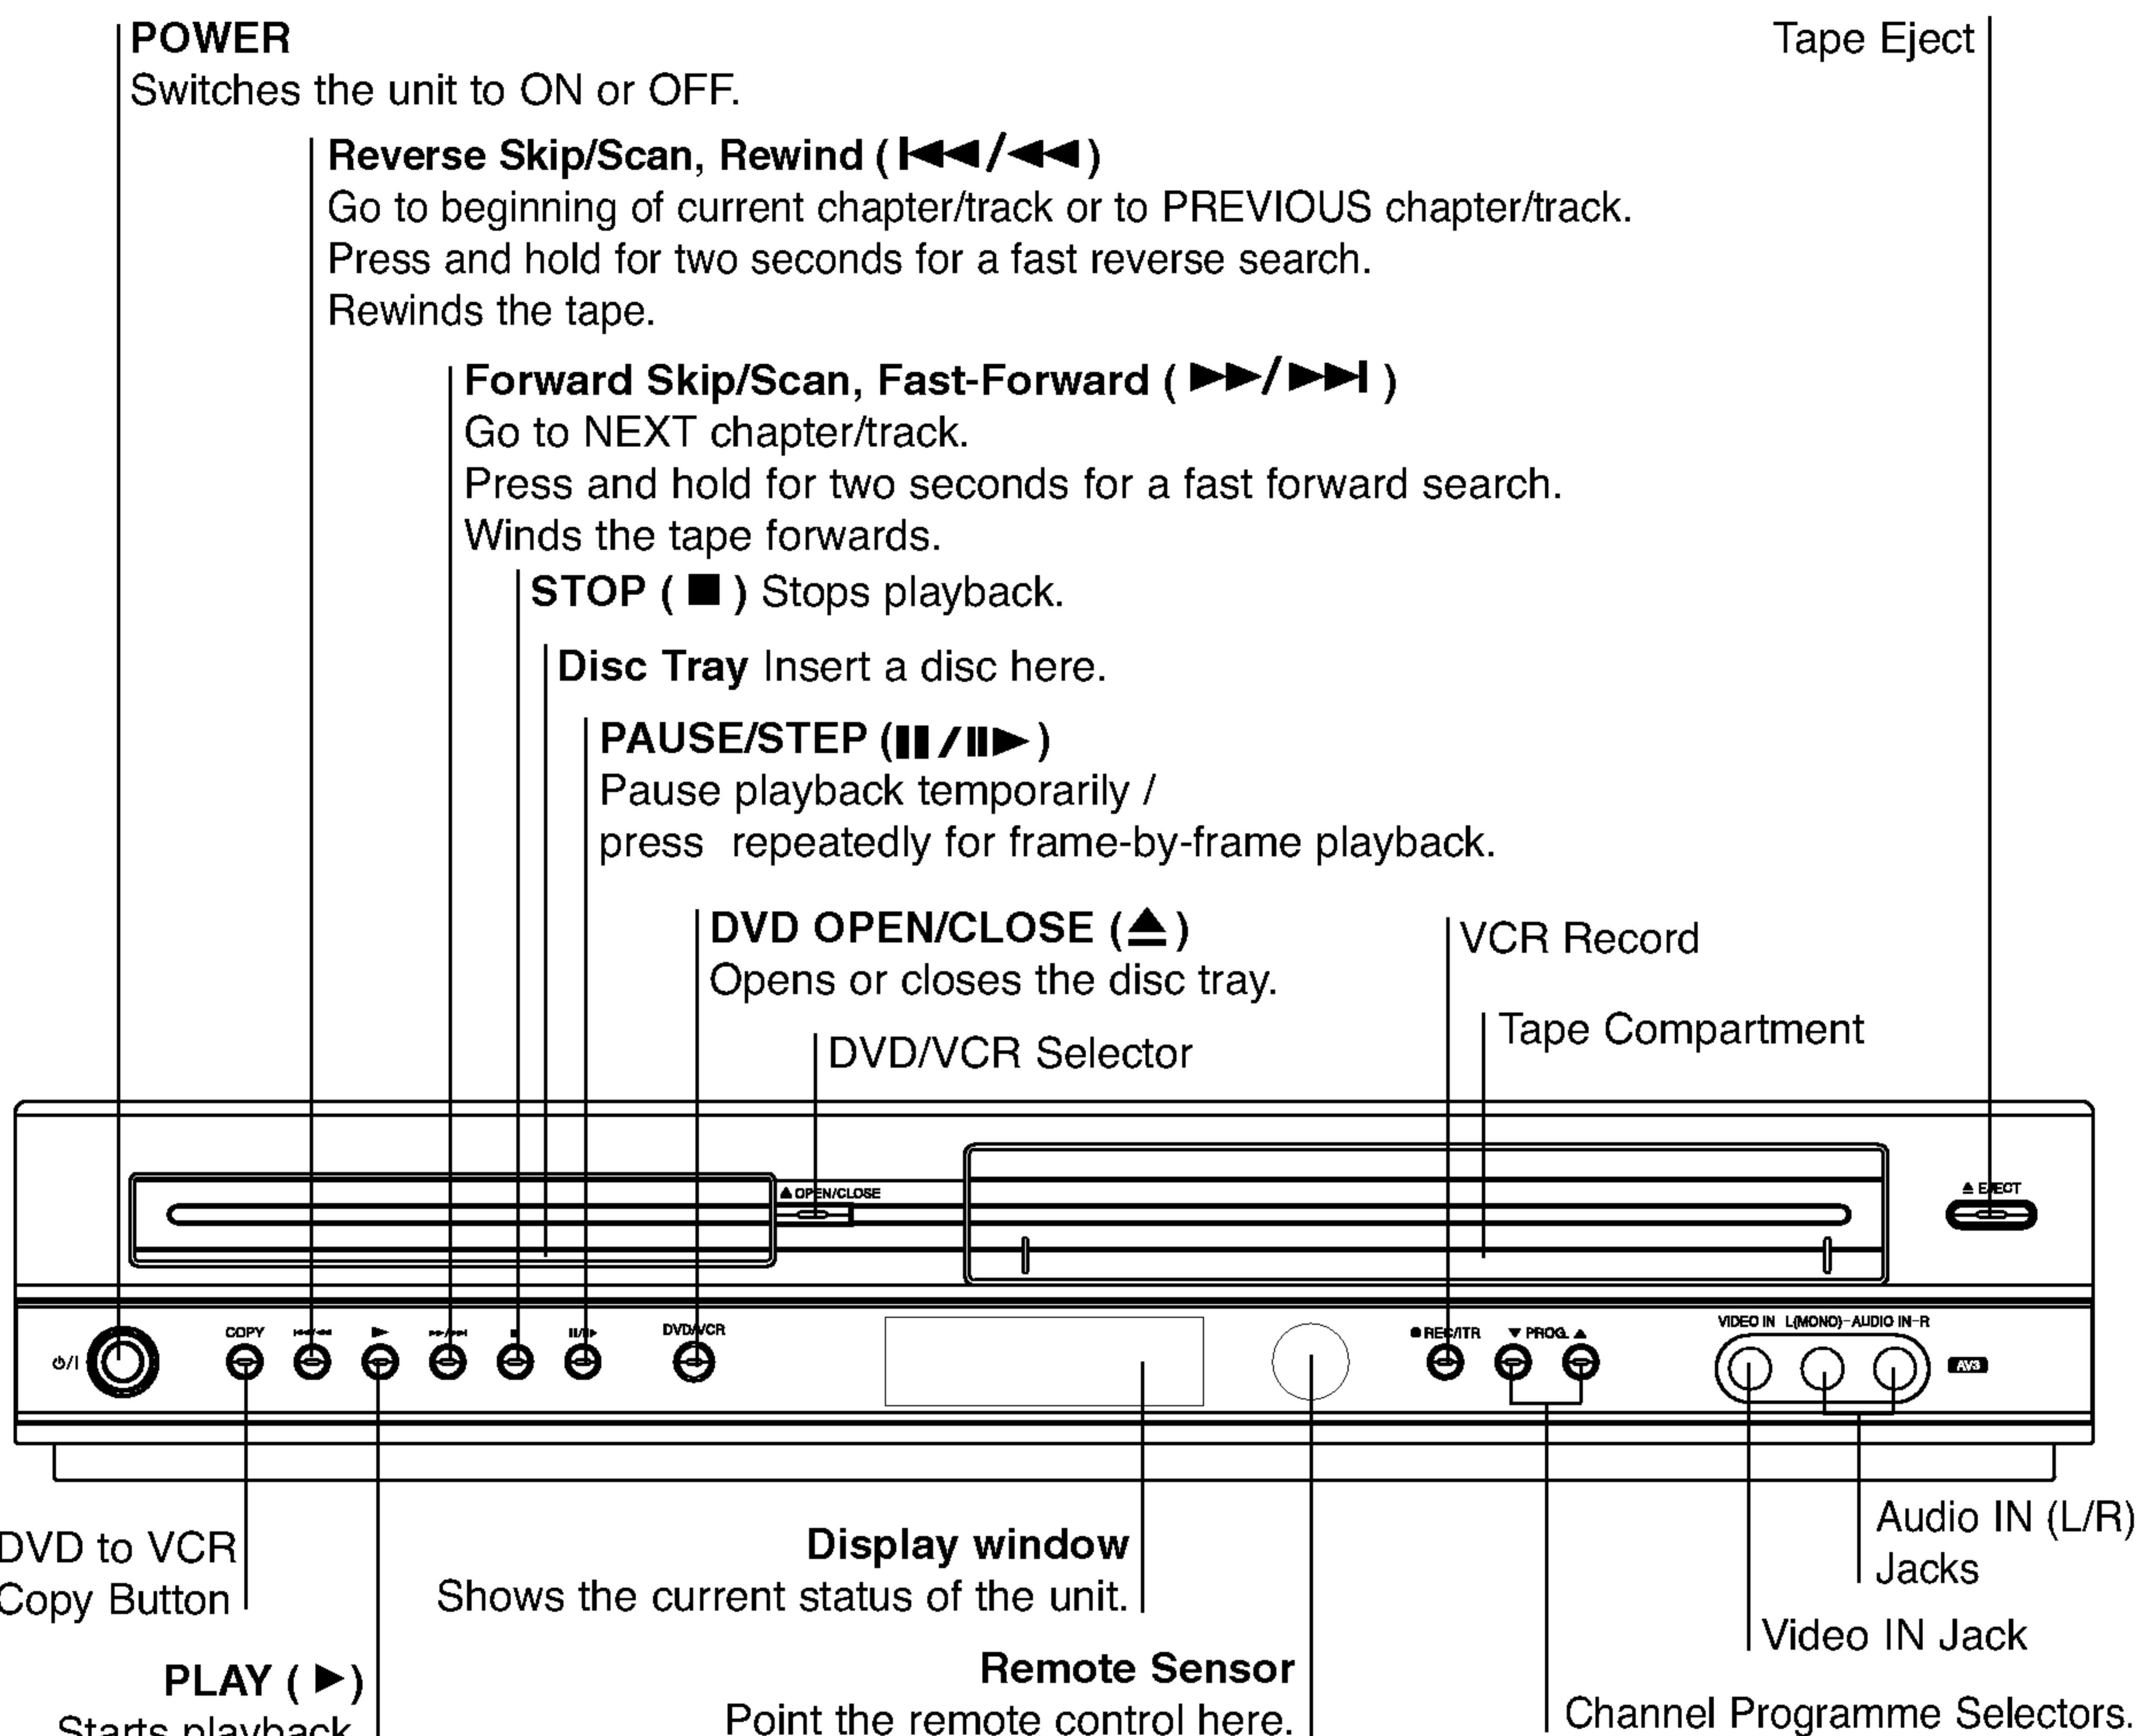 POWER
Switches the unit to ON or OFF.
Tape Eject
Reverse Skip/Scan, Rewind (⏮/◀◀)
Go to beginning of current chapter/track or to PREVIOUS chapter/track.
Press and hold for two seconds for a fast reverse search.
Rewinds the tape.
Forward Skip/Scan, Fast-Forward (▶▶/⏭)
Go to NEXT chapter/track.
Press and hold for two seconds for a fast forward search.
Winds the tape forwards.
STOP ( ■ ) Stops playback.
Disc Tray Insert a disc here.
PAUSE/STEP (❚❚/❚❚▶)
Pause playback temporarily /
press repeatedly for frame-by-frame playback.
DVD OPEN/CLOSE (⏏)
Opens or closes the disc tray.
VCR Record
Tape Compartment
DVD/VCR Selector
⏏ OPEN/CLOSE
⏏ EJECT
⏻/I
COPY
⏮/◀◀
▶
▶▶/⏭
■
❚❚/❚❚▶
DVD/VCR
● REC/ITR
▼ PROG. ▲
VIDEO IN L(MONO)-AUDIO IN-R
AV3
DVD to VCR
Copy Button
Display window
Shows the current status of the unit.
Audio IN (L/R)
Jacks
Video IN Jack
PLAY ( ▶ )
Starts playback.
Remote Sensor
Point the remote control here.
Channel Programme Selectors.